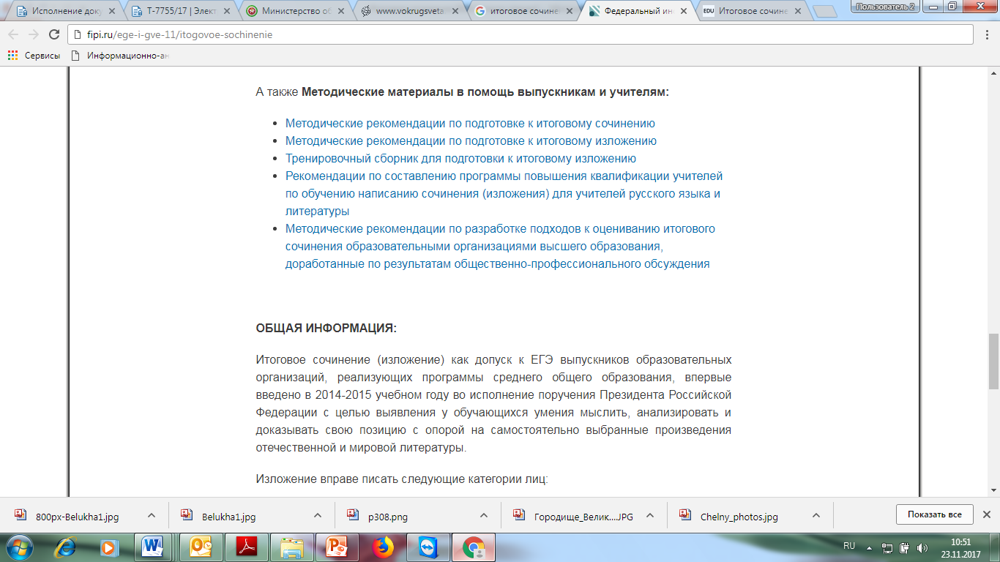 Исполнение доку
Т-7755/17 | Элект
Министерство об
www.vokrugsveta
итоговое сочине
Федеральный ин
EDU Итоговое сочине
Пользователь 2
fipi.ru/ege-i-gve-11/itogovoe-sochinenie
Сервисы
Информационно-ан
А также Методические материалы в помощь выпускникам и учителям:
Методические рекомендации по подготовке к итоговому сочинению
Методические рекомендации по подготовке к итоговому изложению
Тренировочный сборник для подготовки к итоговому изложению
Рекомендации по составлению программы повышения квалификации учителей
по обучению написанию сочинения (изложения) для учителей русского языка и
литературы
Методические рекомендации по разработке подходов к оцениванию итогового
сочинения образовательными организациями высшего образования,
доработанные по результатам общественно-профессионального обсуждения
ОБЩАЯ ИНФОРМАЦИЯ:
Итоговое сочинение (изложение) как допуск к ЕГЭ выпускников образовательных
организаций, реализующих программы среднего общего образования, впервые
введено в 2014-2015 учебном году во исполнение поручения Президента Российской
Федерации с целью выявления у обучающихся умения мыслить, анализировать и
доказывать свою позицию с опорой на самостоятельно выбранные произведения
отечественной и мировой литературы.
Изложение вправе писать следующие категории лиц:
800px-Belukha1.jpg
Belukha1.jpg
p308.png
Городище_Велик....JPG
Chelny_photos.jpg
Показать все
RU
10:51
23.11.2017